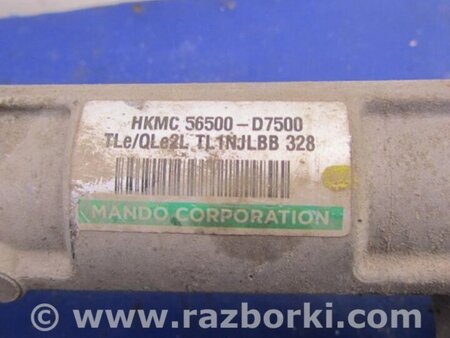 HKMC 56500-D7500
TLe/QLe2L TL1NJLBB 328
MANDO CORPORATION
www.razborki.com